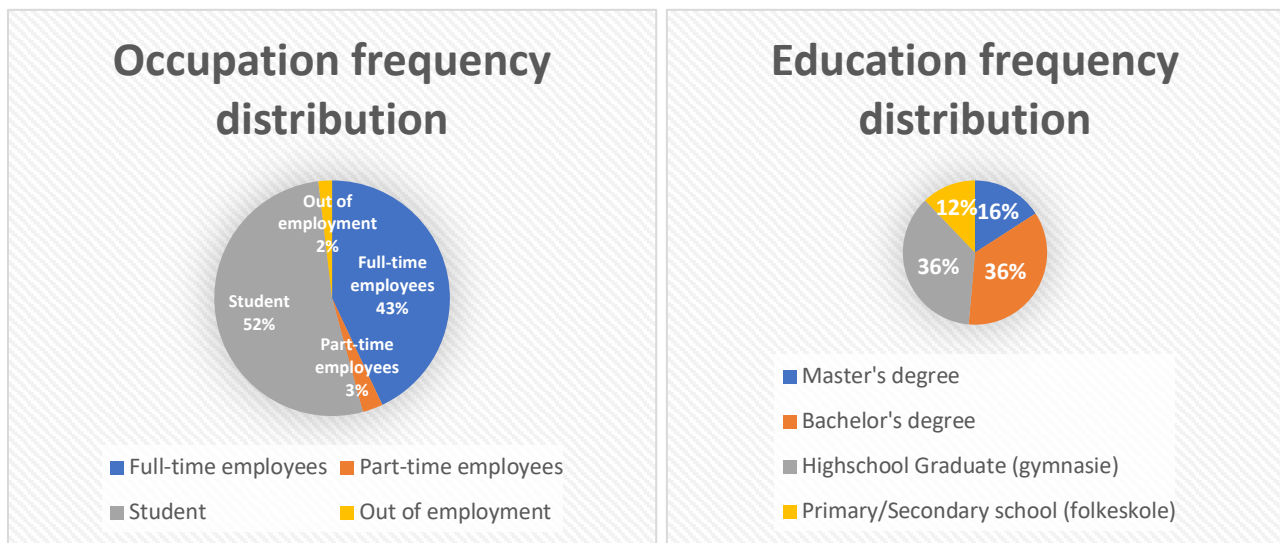 Occupation frequency
distribution
Out of
employment
2%
Full-time
employees
43%
Student
52%
Part-time
employees
3%
Full-time employees
Part-time employees
Student
Out of employment
Education frequency
distribution
12%
16%
36%
36%
Master's degree
Bachelor's degree
Highschool Graduate (gymnasie)
Primary/Secondary school (folkeskole)